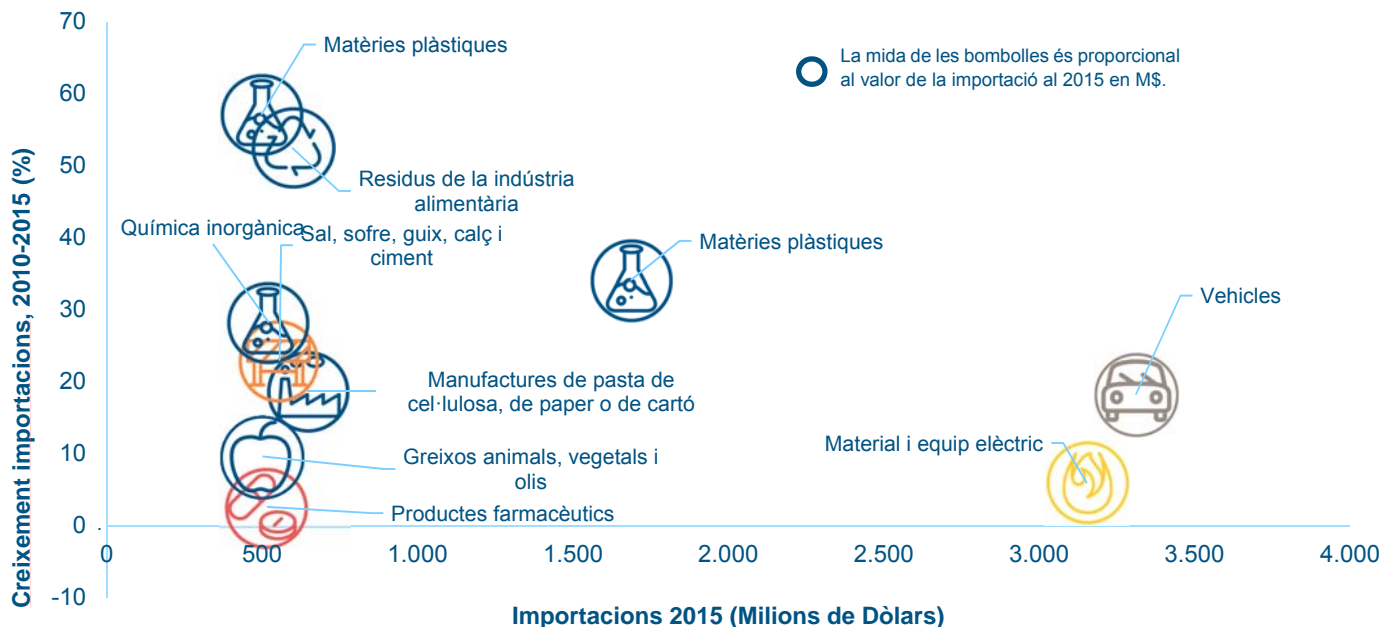 70
Matèries plàstiques
La mida de les bombolles és proporcional
al valor de la importació al 2015 en M$.
60
50
Residus de la indústria
alimentària
Química inorgànica
Sal, sofre, guix, calç i
ciment
40
Matèries plàstiques
30
Vehicles
20
Manufactures de pasta de
cel·lulosa, de paper o de cartó
10
Material i equip elèctric
Greixos animals, vegetals i
olis
Productes farmacèutics
0
-10
0
500
1.000
1.500
2.000
2.500
3.000
3.500
4.000
Creixement importacions, 2010-2015 (%)
Importacions 2015 (Milions de Dòlars)